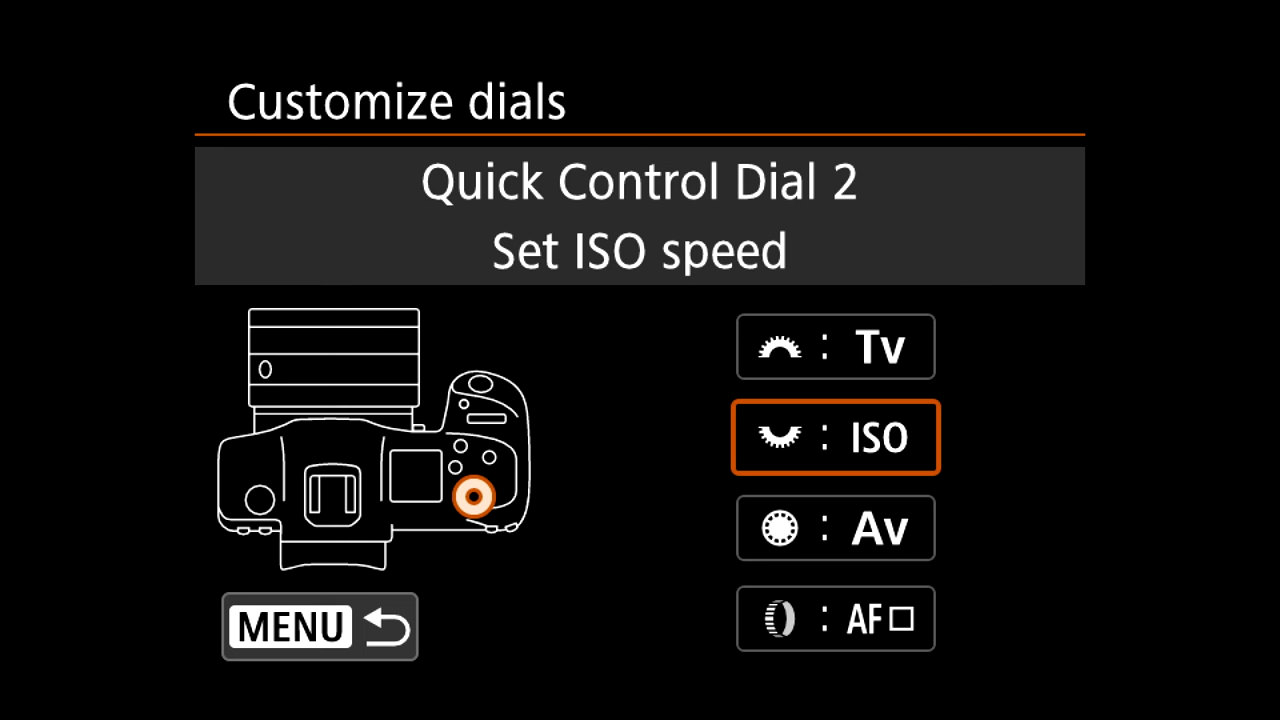 Customize dials
Quick Control Dial 2
Set ISO speed
: Tv
: ISO
: Av
: AF
MENU